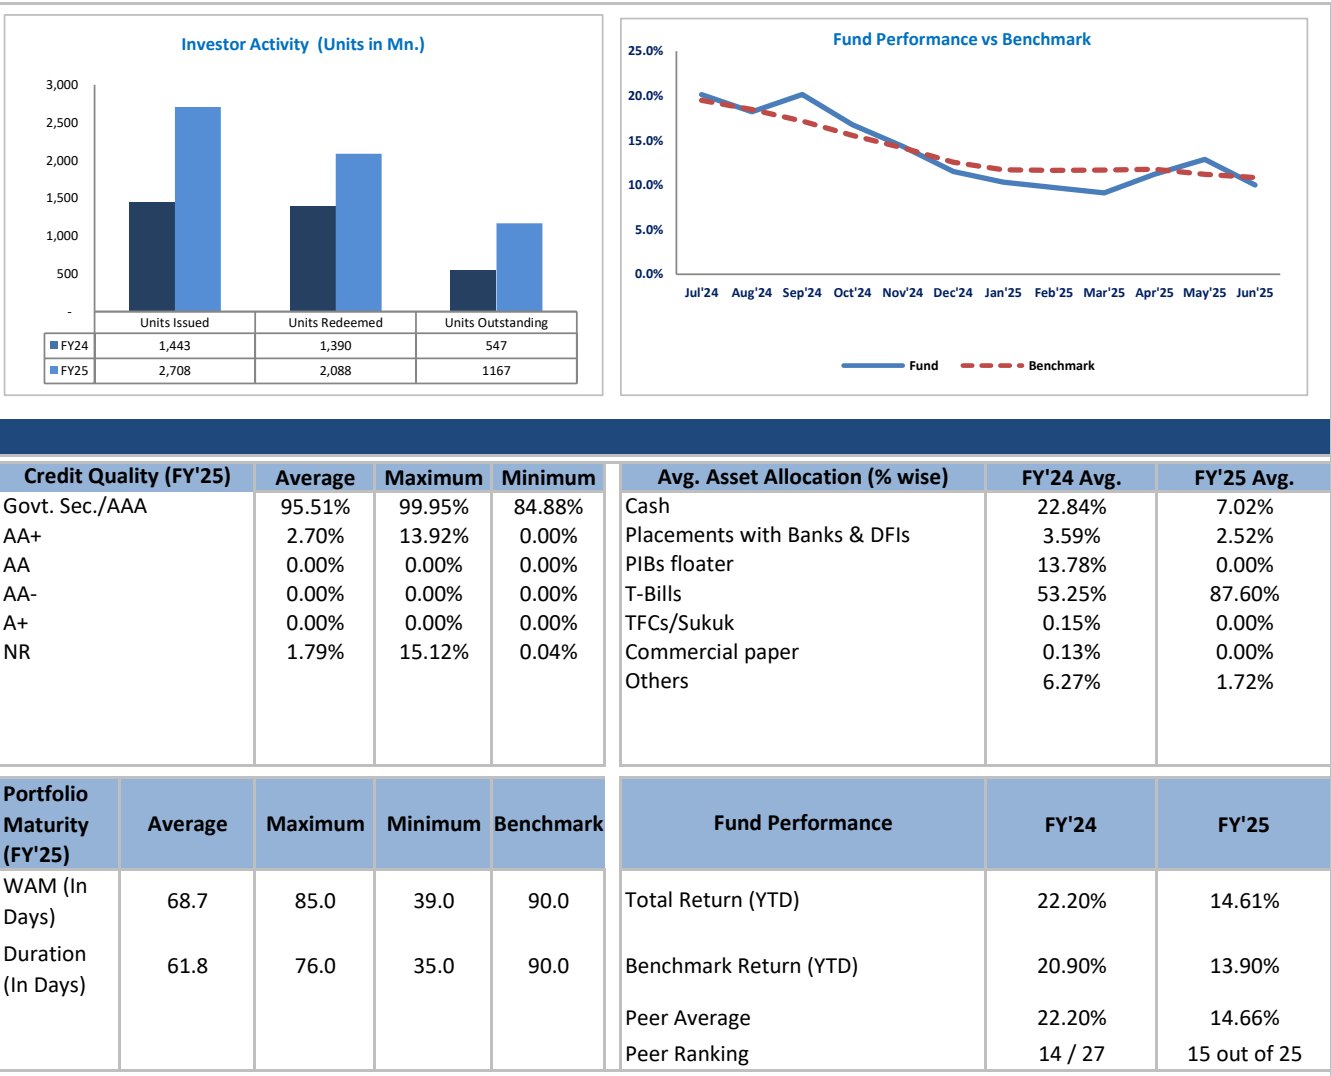 Investor Activity (Units in Mn.)
3,000
2,500
2,000
1,500
1,000
500
-
Units Issued Units Redeemed Units Outstanding
FY24 1,443 1,390 547
FY25 2,708 2,088 1167
Fund Performance vs Benchmark
25.0%
20.0%
15.0%
10.0%
5.0%
0.0%
Jul'24 Aug'24 Sep'24 Oct'24 Nov'24 Dec'24 Jan'25 Feb'25 Mar'25 Apr'25 May'25 Jun'25
Fund Benchmark
Credit Quality (FY'25) Average Maximum Minimum
Govt. Sec./AAA 95.51% 99.95% 84.88%
AA+ 2.70% 13.92% 0.00%
AA 0.00% 0.00% 0.00%
AA- 0.00% 0.00% 0.00%
A+ 0.00% 0.00% 0.00%
NR 1.79% 15.12% 0.04%
Avg. Asset Allocation (% wise) FY'24 Avg. FY'25 Avg.
Cash 22.84% 7.02%
Placements with Banks & DFIs 3.59% 2.52%
PIBs floater 13.78% 0.00%
T-Bills 53.25% 87.60%
TFCs/Sukuk 0.15% 0.00%
Commercial paper 0.13% 0.00%
Others 6.27% 1.72%
Portfolio
Maturity Average Maximum Minimum Benchmark
(FY'25)
WAM (In
Days) 68.7 85.0 39.0 90.0
Duration
(In Days) 61.8 76.0 35.0 90.0
Fund Performance FY'24 FY'25
Total Return (YTD) 22.20% 14.61%
Benchmark Return (YTD) 20.90% 13.90%
Peer Average 22.20% 14.66%
Peer Ranking 14 / 27 15 out of 25